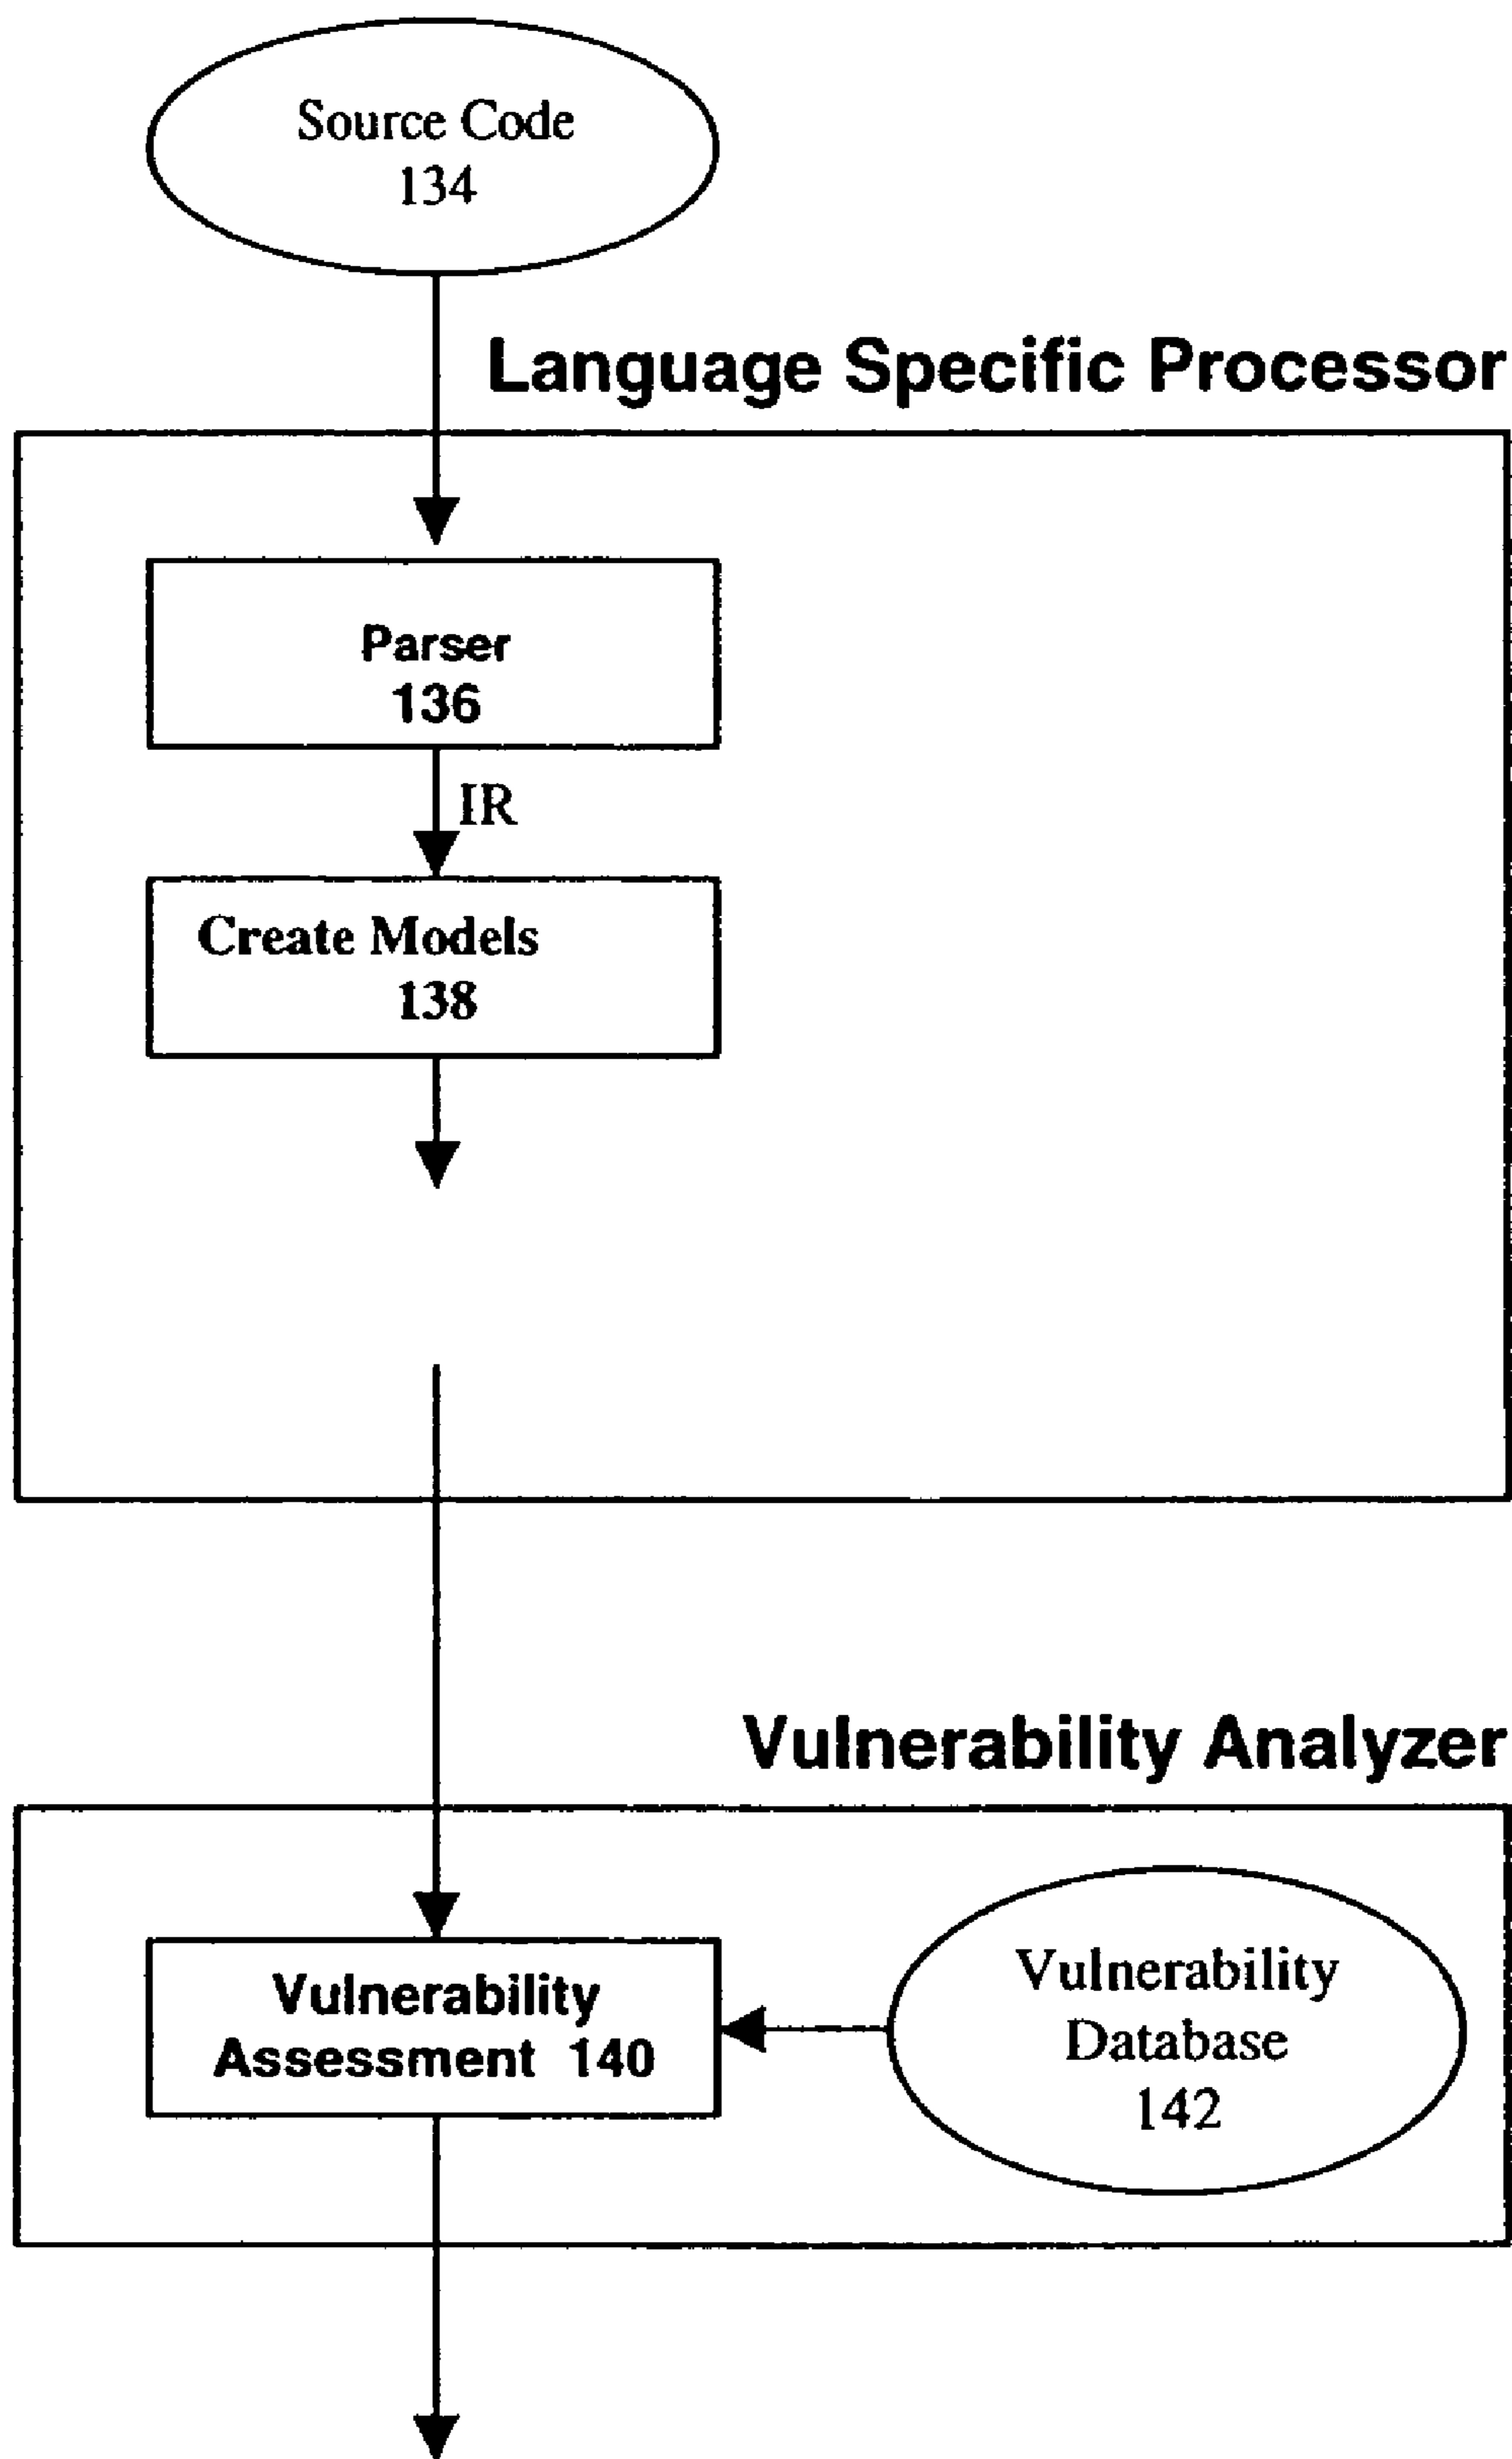 Source Code
134
Language Specific Processor
Parser
136
IR
Create Models
138
Vulnerability Analyzer
Vulnerability
Assessment 140
Vulnerability
Database
142